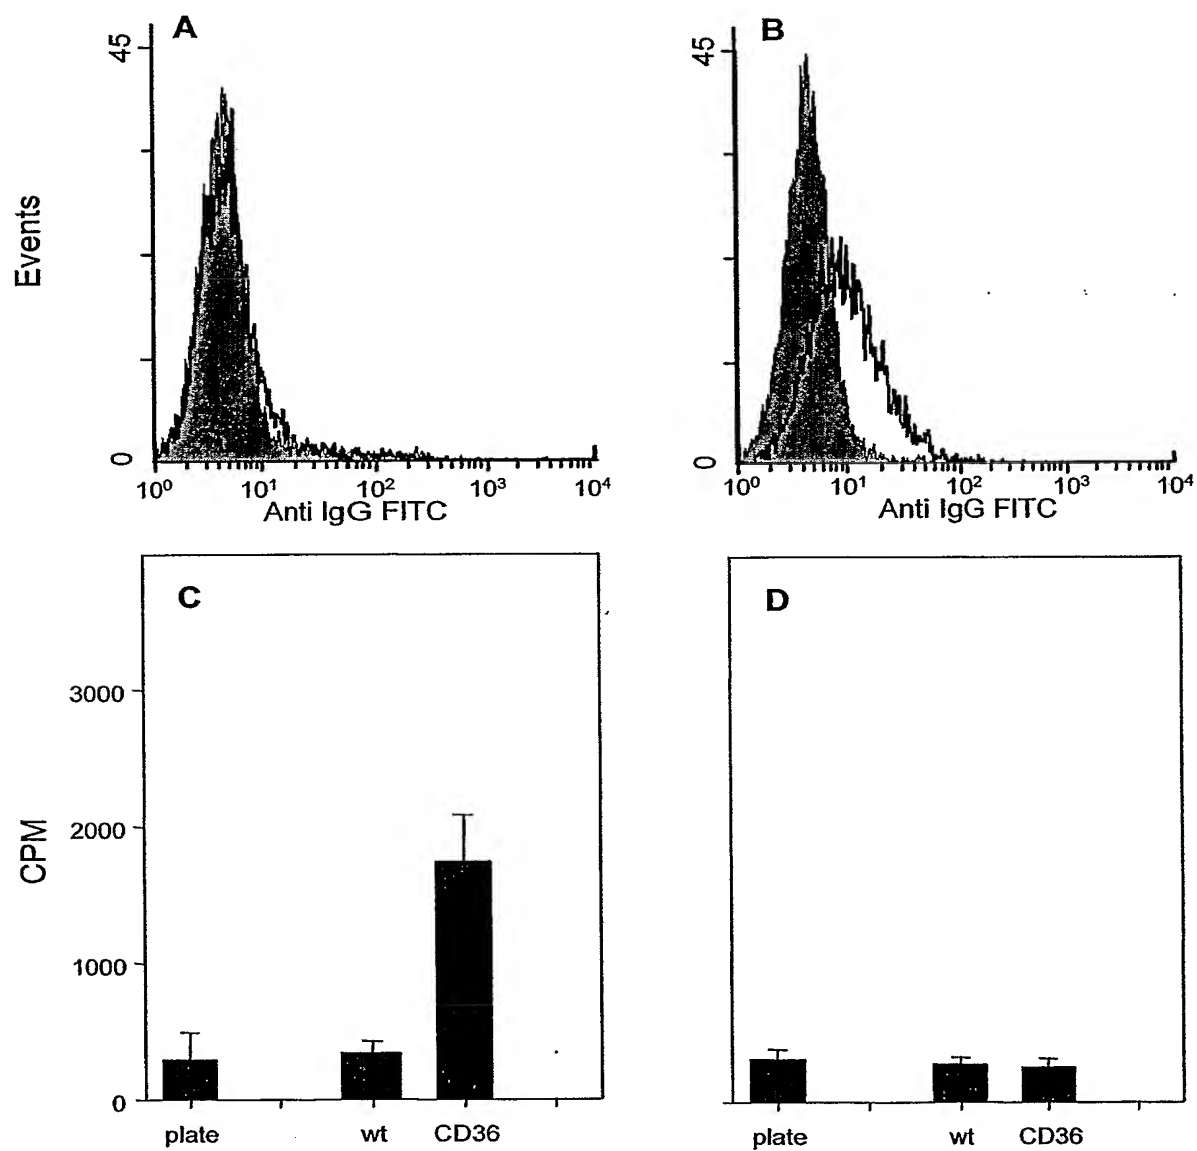 A
45
Events
0
10⁰ 10¹ 10² 10³ 10⁴
Anti IgG FITC
B
45
0
10⁰ 10¹ 10² 10³ 10⁴
Anti IgG FITC
C
3000
2000
1000
0
CPM
plate wt CD36
D
plate wt CD36